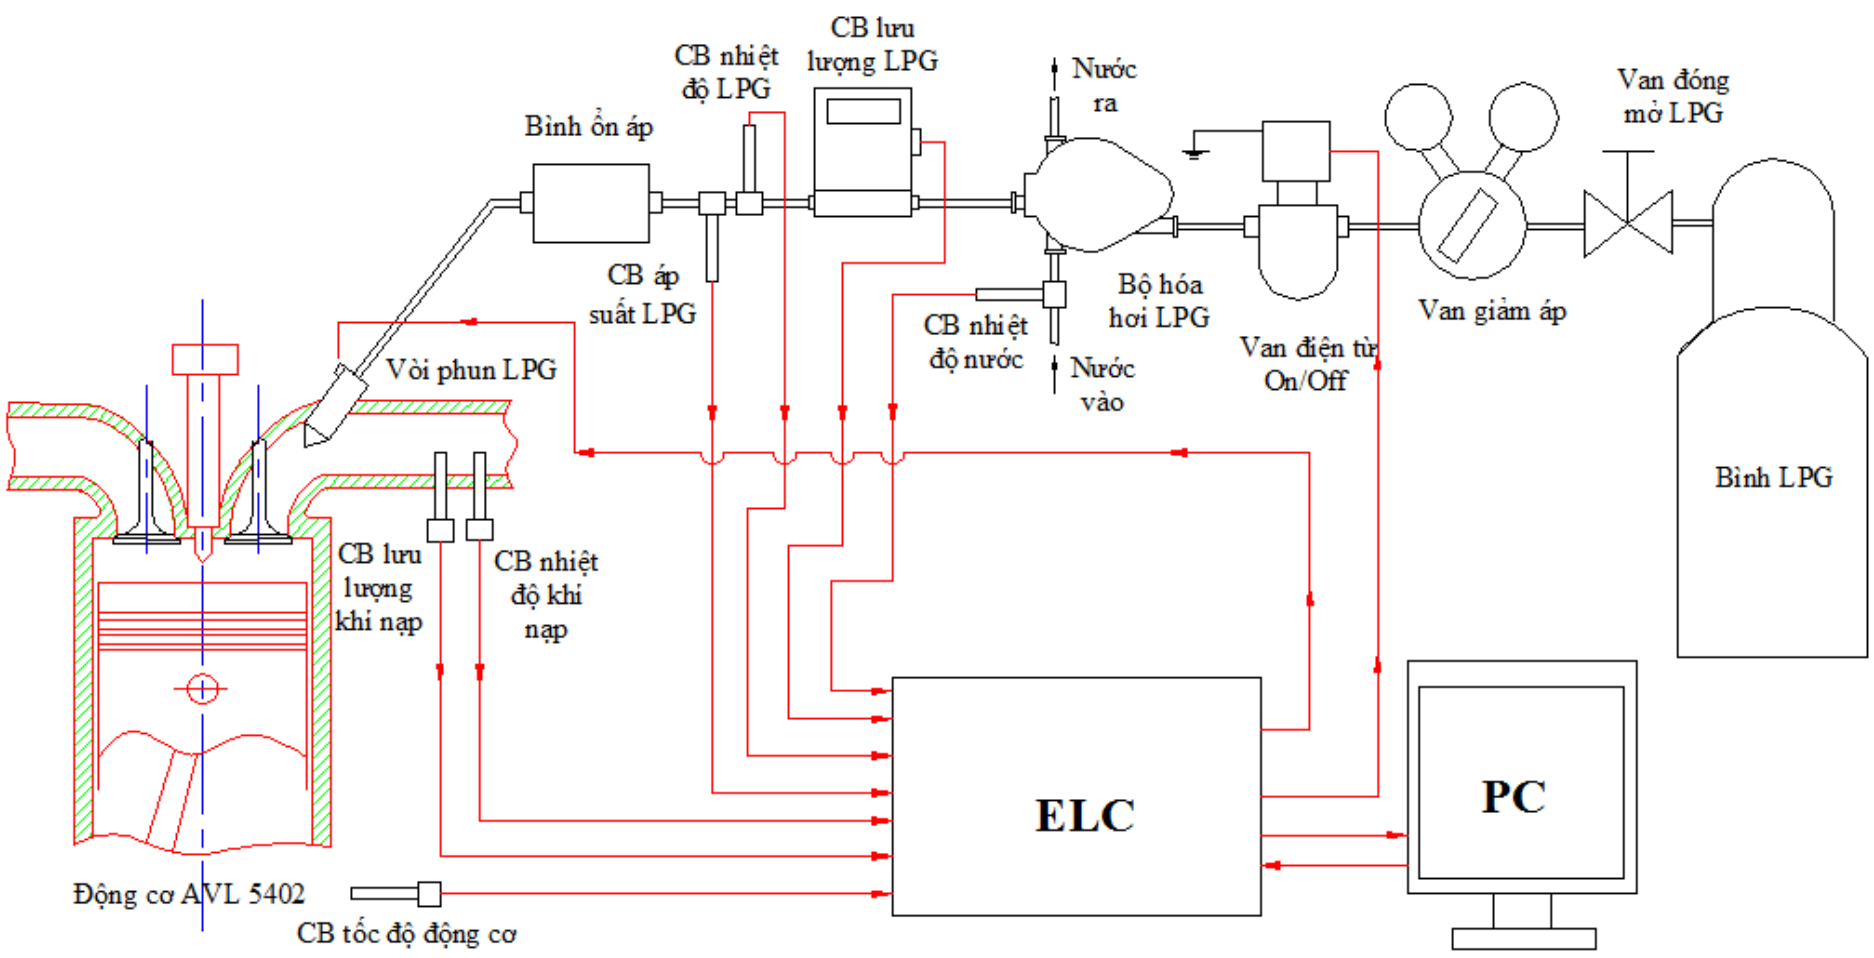 CB lưu
lượng LPG
CB nhiệt
độ LPG
Nước
ra
Van đóng
mở LPG
Bình ổn áp
CB áp
suất LPG
Bộ hóa
hơi LPG
Van giảm áp
CB nhiệt
độ nước
Van điện từ
On/Off
Nước
vào
Vòi phun LPG
Bình LPG
CB lưu
lượng
khí nạp
CB nhiệt
độ khí
nạp
ELC
PC
Động cơ AVL 5402
CB tốc độ động cơ